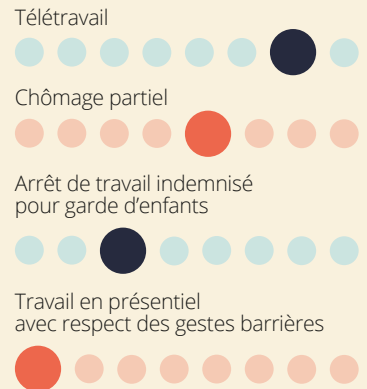 Télétravail
Chômage partiel
Arrêt de travail indemnisé
pour garde d’enfants
Travail en présentiel
avec respect des gestes barrières